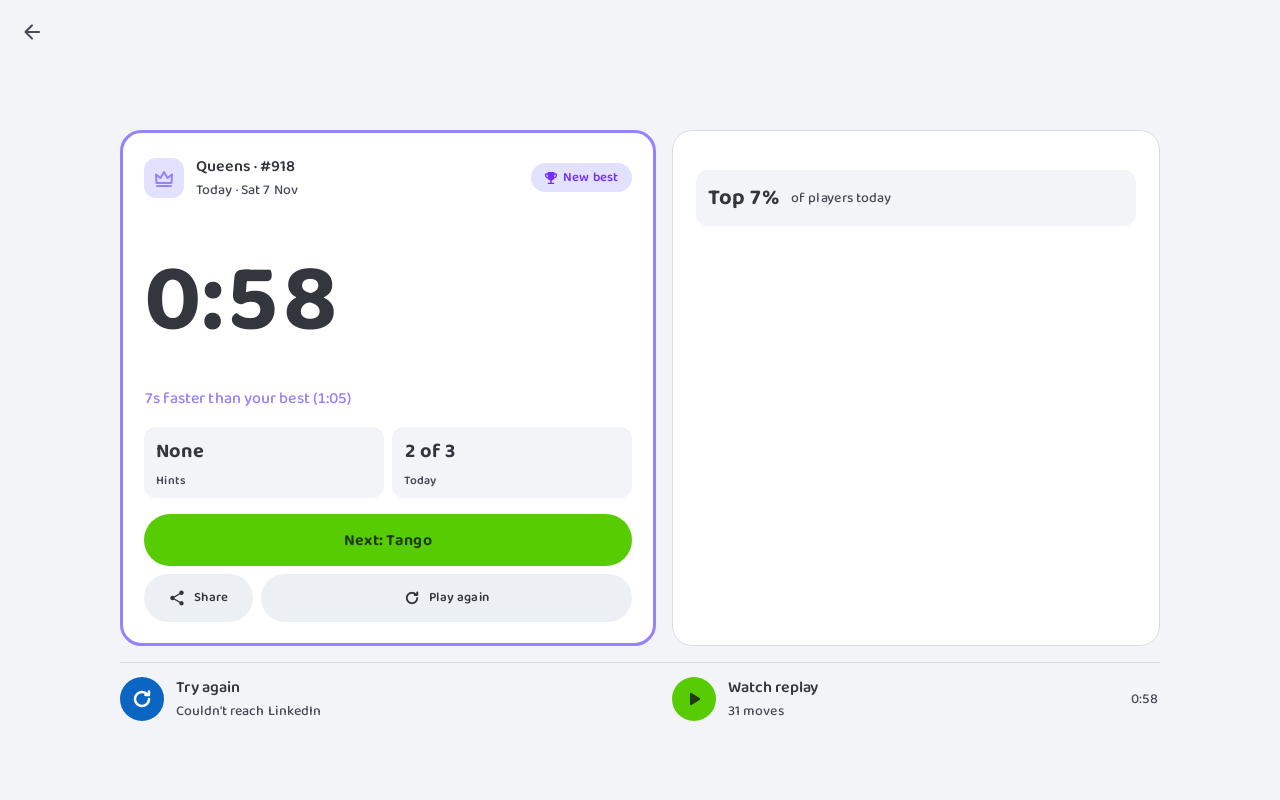 Queens · #918
Today · Sat 7 Nov
New best
0:58
7s faster than your best (1:05)
None
Hints
2 of 3
Today
Next: Tango
Share
Play again
Top 7% of players today
Try again
Couldn't reach LinkedIn
Watch replay
31 moves
0:58